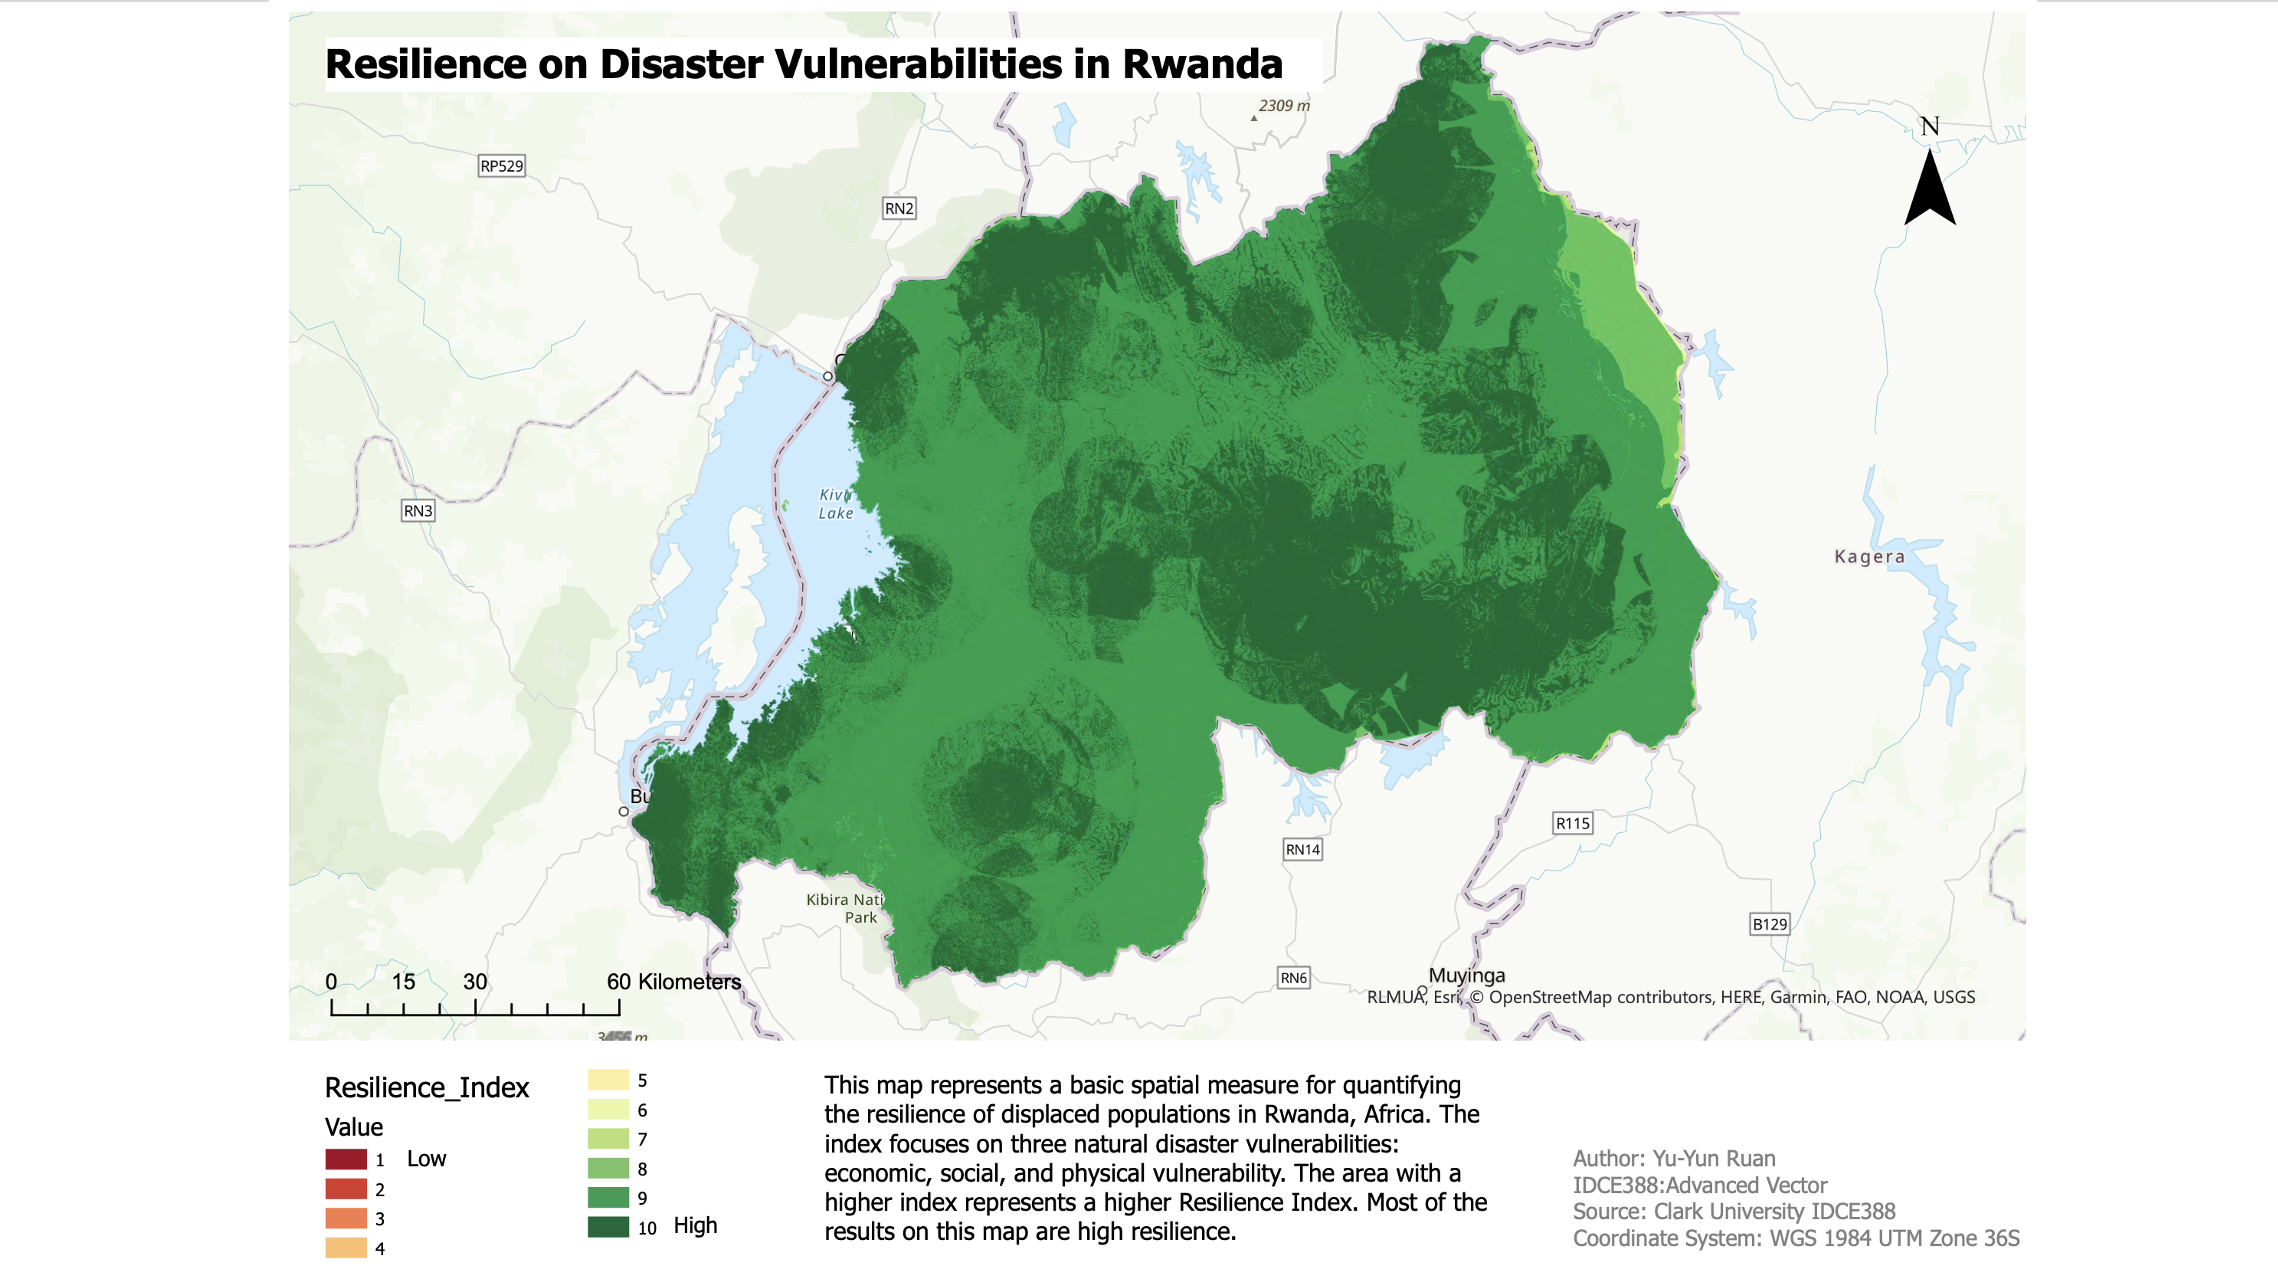 Resilience on Disaster Vulnerabilities in Rwanda
2309 m
N
RP529
RN2
Kivu
Lake
RN3
Kagera
Bu
R115
RN14
Kibira Nati
Park
B129
RN6
Muyinga
0 15 30 60 Kilometers
RLMUA, Esri, © OpenStreetMap contributors, HERE, Garmin, FAO, NOAA, USGS
Resilience_Index
Value
1 Low
2
3
4
5
6
7
8
9
10 High
This map represents a basic spatial measure for quantifying
the resilience of displaced populations in Rwanda, Africa. The
index focuses on three natural disaster vulnerabilities:
economic, social, and physical vulnerability. The area with a
higher index represents a higher Resilience Index. Most of the
results on this map are high resilience.
Author: Yu-Yun Ruan
IDCE388:Advanced Vector
Source: Clark University IDCE388
Coordinate System: WGS 1984 UTM Zone 36S